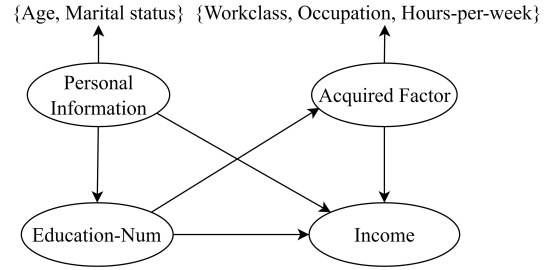 {Age, Marital status} {Workclass, Occupation, Hours-per-week}
Personal
Information
Acquired Factor
Education-Num
Income